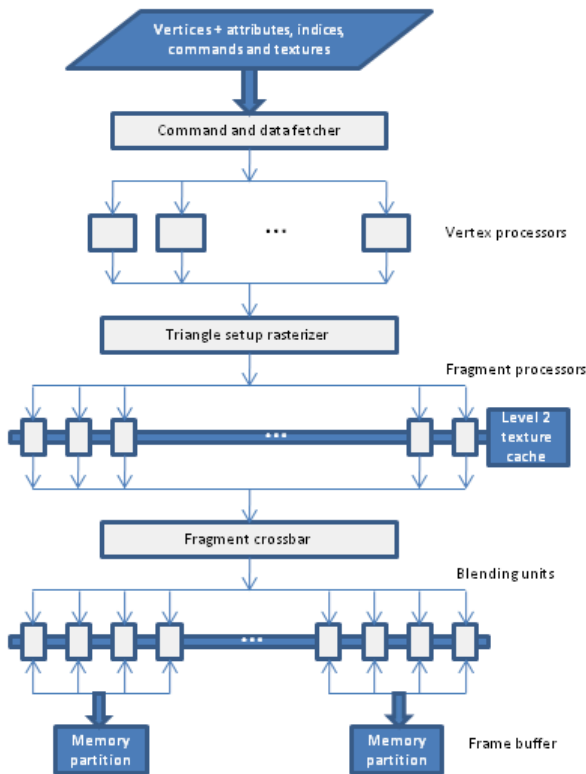 Vertices + attributes, indices,
commands and textures
Command and data fetcher
...
Vertex processors
Triangle setup rasterizer
Fragment processors
...
Level 2
texture
cache
Fragment crossbar
Blending units
...
Memory
partition
Memory
partition
Frame buffer